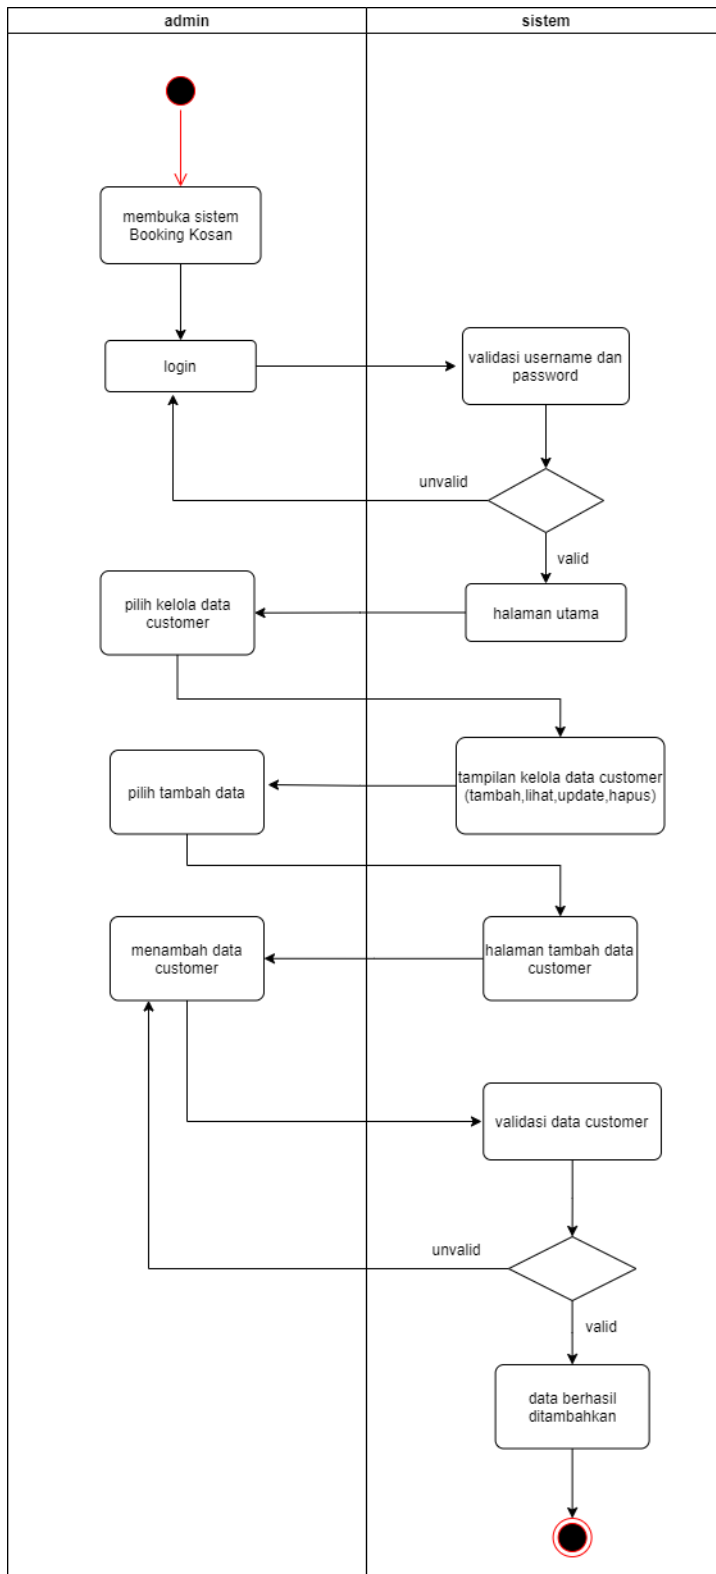 admin
sistem
membuka sistem
Booking Kosan
login
validasi username dan
password
unvalid
valid
pilih kelola data
customer
halaman utama
tampilan kelola data customer
(tambah,lihat,update,hapus)
pilih tambah data
menambah data
customer
halaman tambah data
customer
validasi data customer
unvalid
valid
data berhasil
ditambahkan